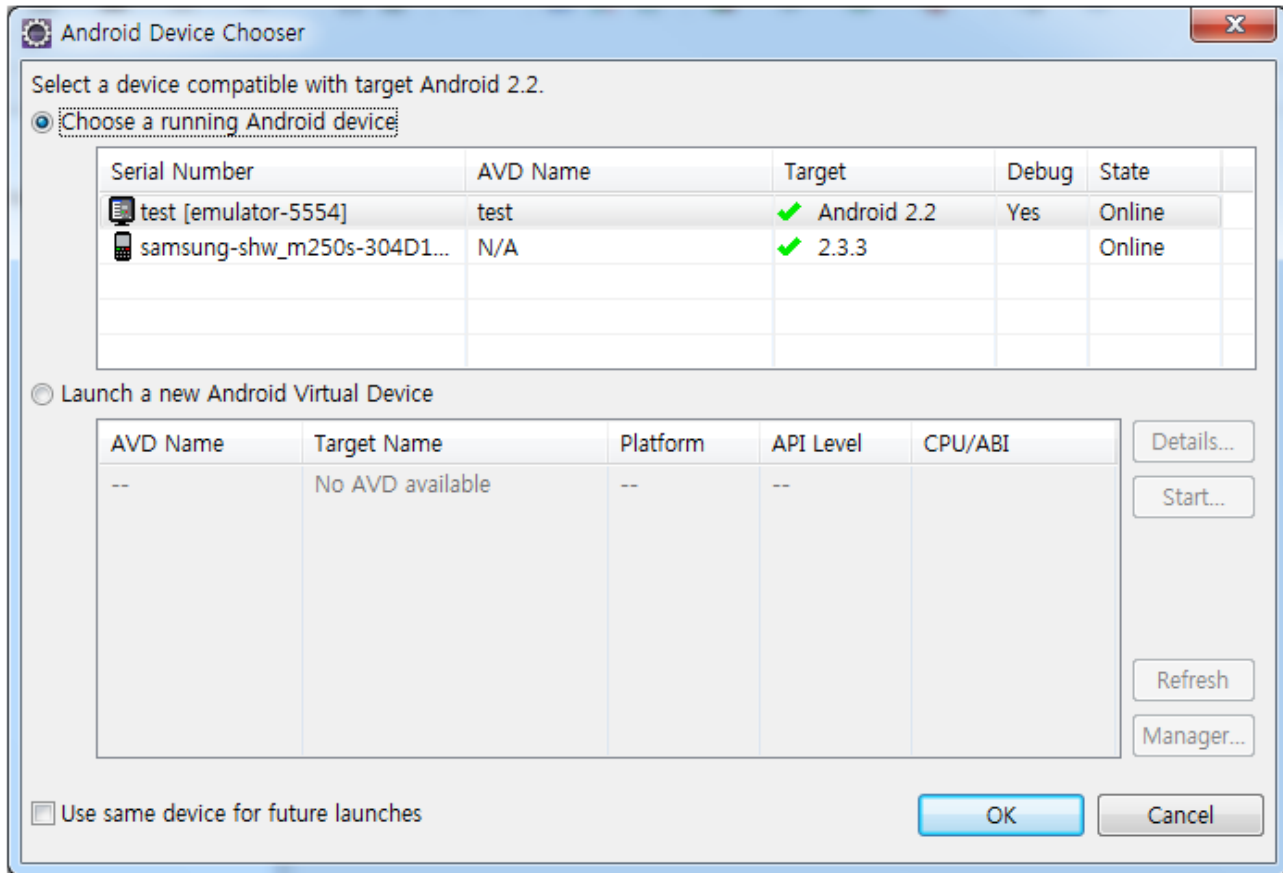 Android Device Chooser
Select a device compatible with target Android 2.2.
Choose a running Android device
Serial Number AVD Name Target Debug State
test [emulator-5554] test Android 2.2 Yes Online
samsung-shw_m250s-304D1... N/A 2.3.3 Online
Launch a new Android Virtual Device
AVD Name Target Name Platform API Level CPU/ABI
-- No AVD available -- --
Details...
Start...
Refresh
Manager...
Use same device for future launches
OK Cancel